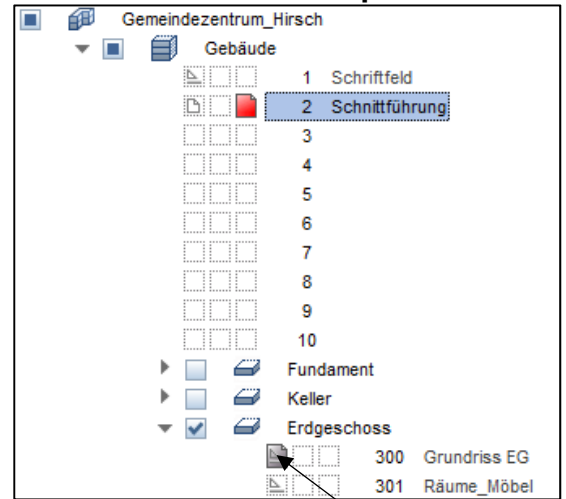 Gemeindezentrum_Hirsch
Gebäude
1 Schriftfeld
2 Schnittführung
3
4
5
6
7
8
9
10
Fundament
Keller
Erdgeschoss
300 Grundriss EG
301 Räume_Möbel